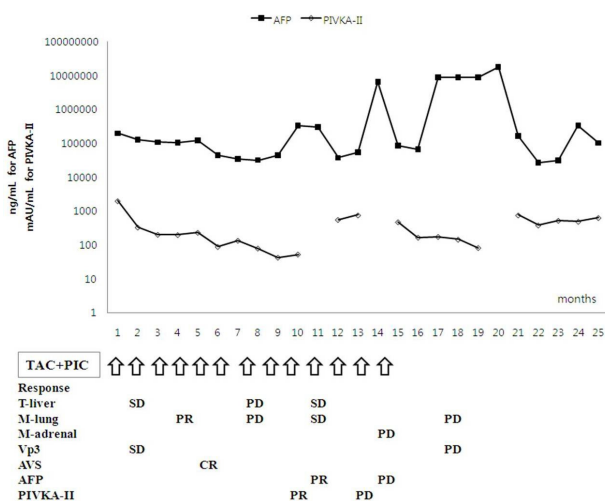 AFP PIVKA-II
ng/mL for AFP
mAU/mL for PIVKA-II
100000000
10000000
1000000
100000
10000
1000
100
10
1
months
1 2 3 4 5 6 7 8 9 10 11 12 13 14 15 16 17 18 19 20 21 22 23 24 25
TAC+PIC
Response
T-liver SD PD SD
M-lung PR PD SD PD
M-adrenal PD
Vp3 SD PD
AVS CR
AFP PR PD
PIVKA-II PR PD